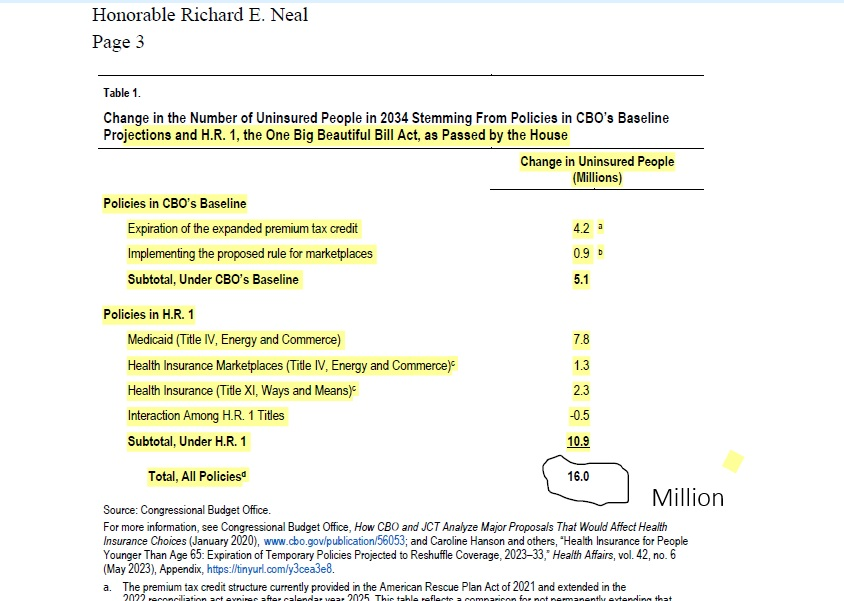 Honorable Richard E. Neal
Page 3
Table 1.
Change in the Number of Uninsured People in 2034 Stemming From Policies in CBO's Baseline
Projections and H.R. 1, the One Big Beautiful Bill Act, as Passed by the House
Change in Uninsured People
(Millions)
Policies in CBO's Baseline
Expiration of the expanded premium tax credit 4.2 a
Implementing the proposed rule for marketplaces 0.9 b
Subtotal, Under CBO's Baseline 5.1
Policies in H.R. 1
Medicaid (Title IV, Energy and Commerce) 7.8
Health Insurance Marketplaces (Title IV, Energy and Commerce)c 1.3
Health Insurance (Title XI, Ways and Means)c 2.3
Interaction Among H.R. 1 Titles -0.5
Subtotal, Under H.R. 1 10.9
Total, All Policiesd 16.0
Million
Source: Congressional Budget Office.
For more information, see Congressional Budget Office, How CBO and JCT Analyze Major Proposals That Would Affect Health
Insurance Choices (January 2020), www.cbo.gov/publication/56053; and Caroline Hanson and others, "Health Insurance for People
Younger Than Age 65: Expiration of Temporary Policies Projected to Reshuffle Coverage, 2023–33," Health Affairs, vol. 42, no. 6
(May 2023), Appendix, https://tinyurl.com/y3cea3e8.
a. The premium tax credit structure currently provided in the American Rescue Plan Act of 2021 and extended in the
2022 reconciliation act expires after calendar year 2025. This table reflects a comparison for not permanently extending that